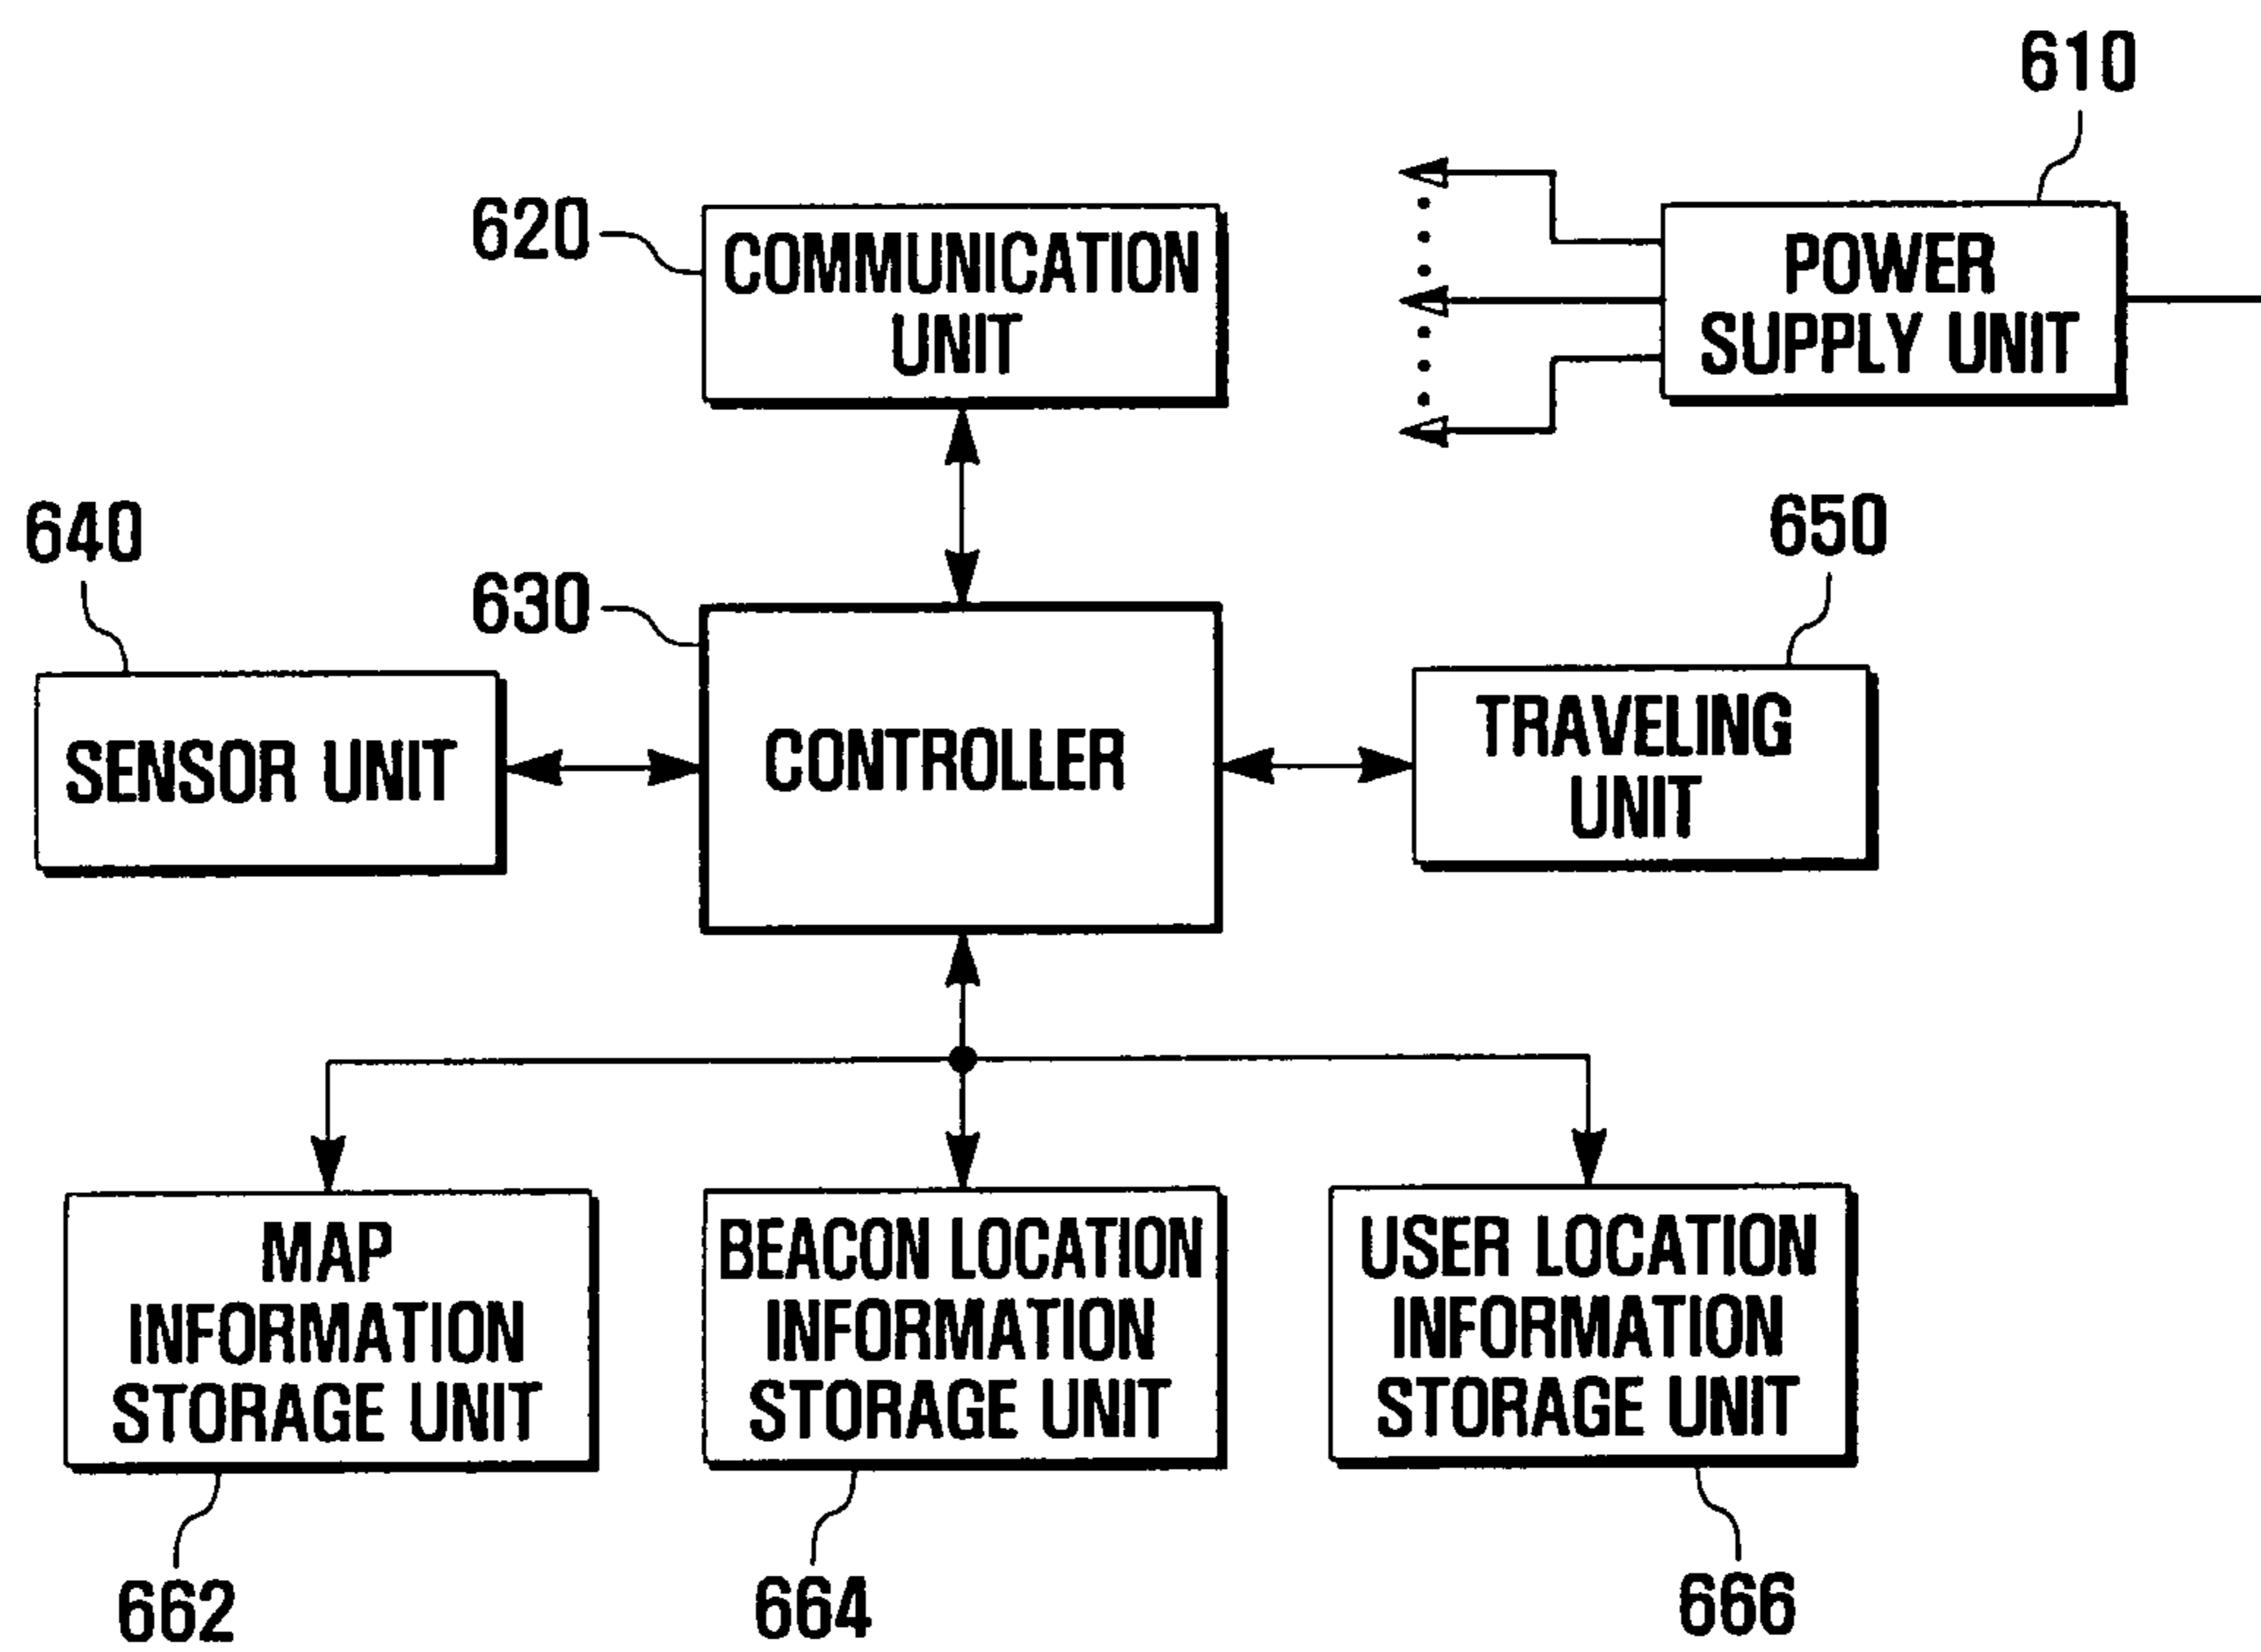 610
620
COMMUNICATION
UNIT
POWER
SUPPLY UNIT
640
630
650
SENSOR UNIT
CONTROLLER
TRAVELING
UNIT
MAP
INFORMATION
STORAGE UNIT
BEACON LOCATION
INFORMATION
STORAGE UNIT
USER LOCATION
INFORMATION
STORAGE UNIT
662
664
666